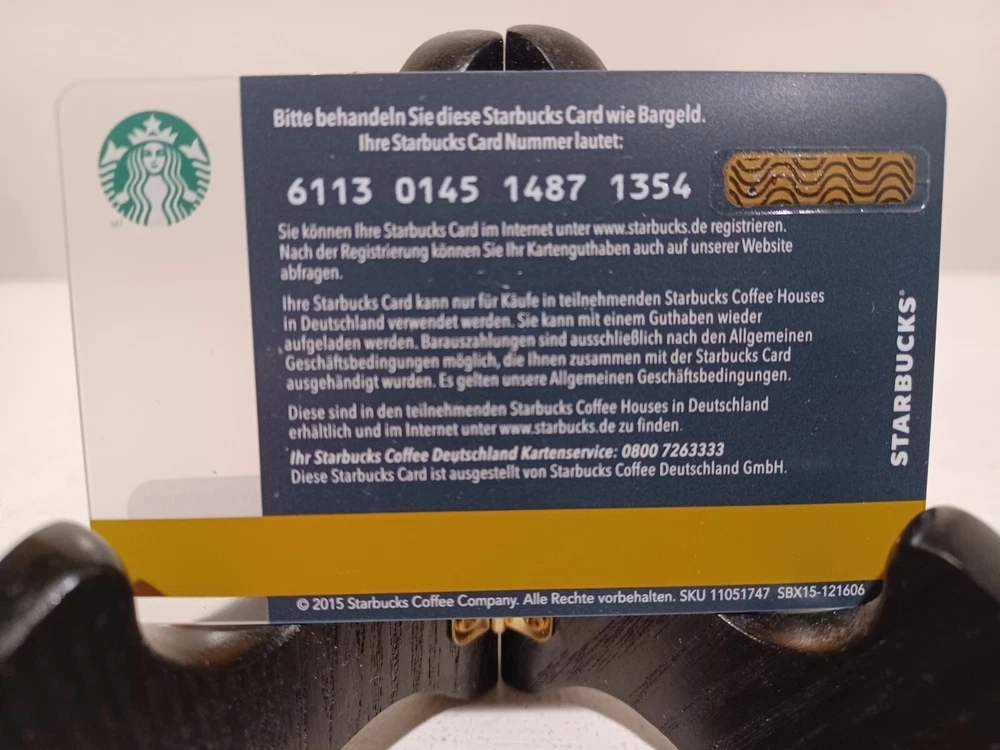 Bitte behandeln Sie diese Starbucks Card wie Bargeld.
Ihre Starbucks Card Nummer lautet:
6113 0145 1487 1354
Sie können Ihre Starbucks Card im Internet unter www.starbucks.de registrieren.
Nach der Registrierung können Sie Ihr Kartenguthaben auch auf unserer Website
abfragen.
Ihre Starbucks Card kann nur für Käufe in teilnehmenden Starbucks Coffee Houses
in Deutschland verwendet werden. Sie kann mit einem Guthaben wieder
aufgeladen werden. Barauszahlungen sind ausschließlich nach den Allgemeinen
Geschäftsbedingungen möglich, die Ihnen zusammen mit der Starbucks Card
ausgehändigt wurden. Es gelten unsere Allgemeinen Geschäftsbedingungen.
Diese sind in den teilnehmenden Starbucks Coffee Houses in Deutschland
erhältlich und im Internet unter www.starbucks.de zu finden.
Ihr Starbucks Coffee Deutschland Kartenservice: 0800 7263333
Diese Starbucks Card ist ausgestellt von Starbucks Coffee Deutschland GmbH.
STARBUCKS®
© 2015 Starbucks Coffee Company. Alle Rechte vorbehalten. SKU 11051747 SBX15-121606